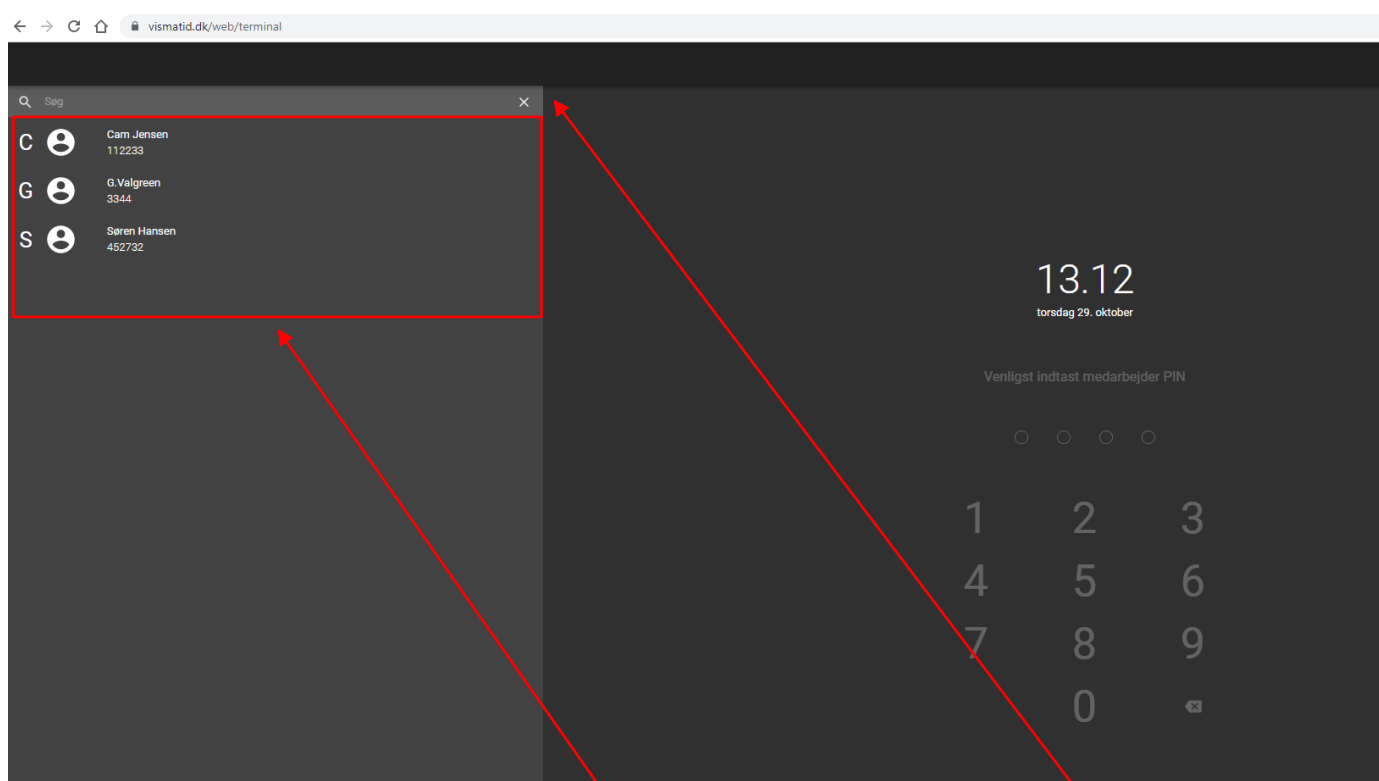 vismatid.dk/web/terminal
Søg
C
Cam Jensen
112233
G
G.Valgreen
3344
S
Søren Hansen
452732
13.12
torsdag 29. oktober
Venligst indtast medarbejder PIN
1 2 3
4 5 6
7 8 9
0